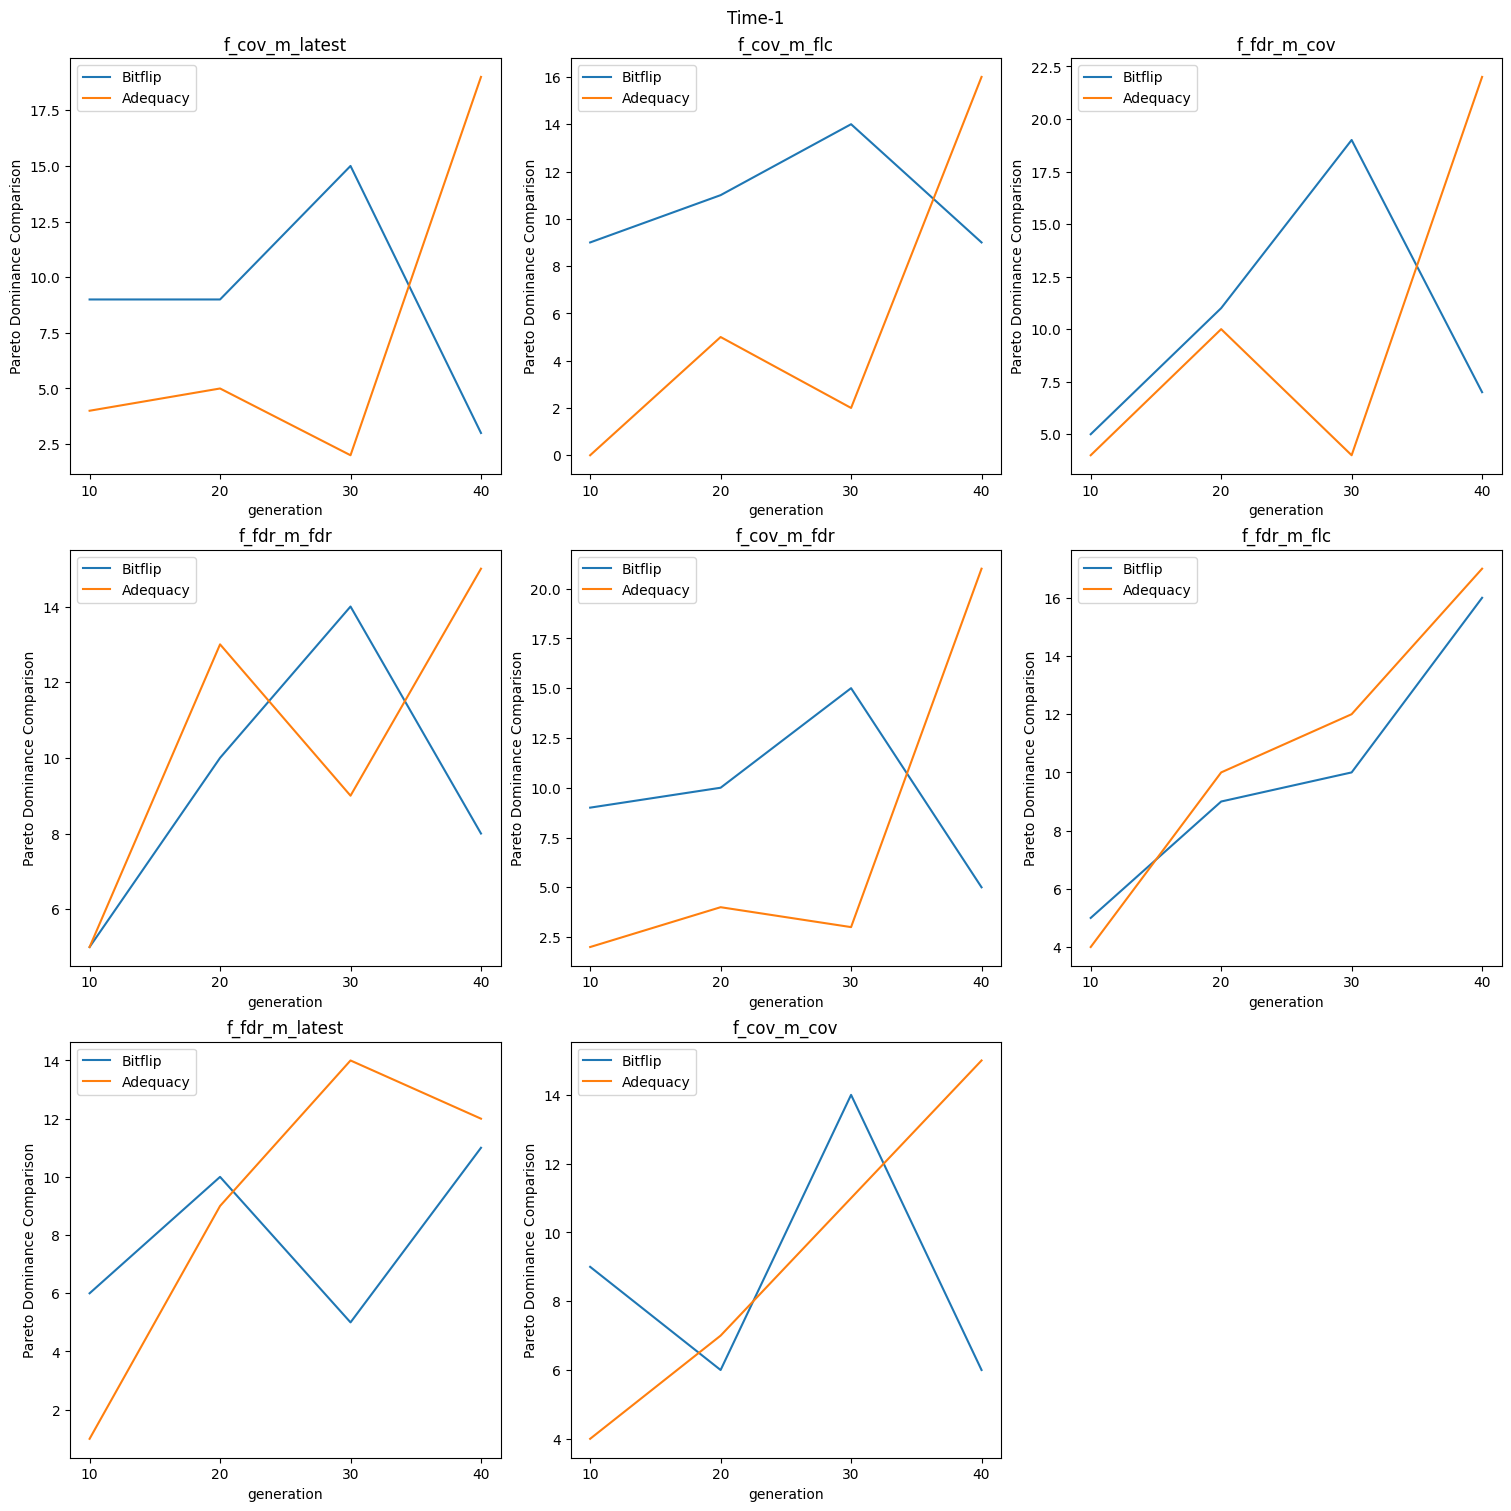 Time-1
f_cov_m_latest
Bitflip
Adequacy
Pareto Dominance Comparison
17.5
15.0
12.5
10.0
7.5
5.0
2.5
10 20 30 40
generation
f_cov_m_flc
Bitflip
Adequacy
Pareto Dominance Comparison
16
14
12
10
8
6
4
2
0
10 20 30 40
generation
f_fdr_m_cov
Bitflip
Adequacy
Pareto Dominance Comparison
22.5
20.0
17.5
15.0
12.5
10.0
7.5
5.0
10 20 30 40
generation
f_fdr_m_fdr
Bitflip
Adequacy
Pareto Dominance Comparison
14
12
10
8
6
10 20 30 40
generation
f_cov_m_fdr
Bitflip
Adequacy
Pareto Dominance Comparison
20.0
17.5
15.0
12.5
10.0
7.5
5.0
2.5
10 20 30 40
generation
f_fdr_m_flc
Bitflip
Adequacy
Pareto Dominance Comparison
16
14
12
10
8
6
4
10 20 30 40
generation
f_fdr_m_latest
Bitflip
Adequacy
Pareto Dominance Comparison
14
12
10
8
6
4
2
10 20 30 40
generation
f_cov_m_cov
Bitflip
Adequacy
Pareto Dominance Comparison
14
12
10
8
6
4
10 20 30 40
generation